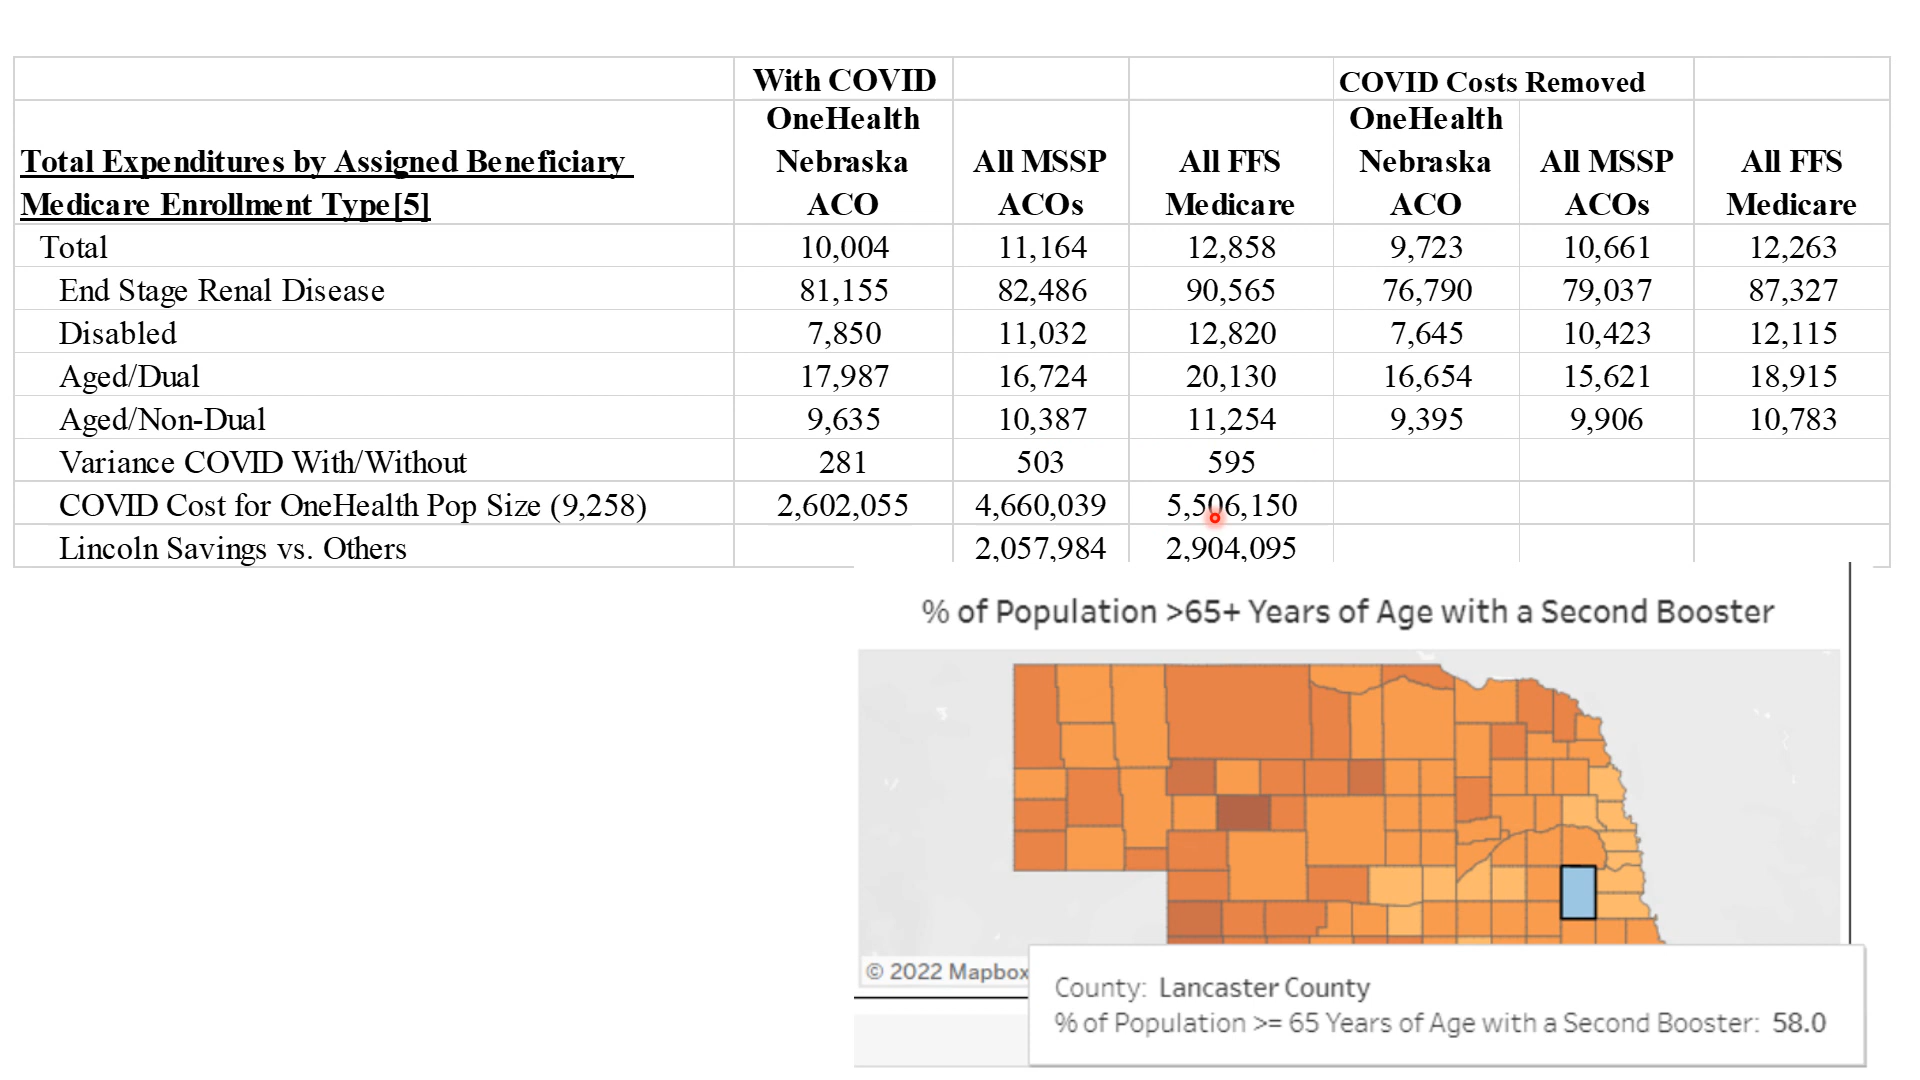 With COVID COVID Costs Removed
OneHealth OneHealth
Nebraska All MSSP All FFS Nebraska All MSSP All FFS
Total Expenditures by Assigned Beneficiary
Medicare Enrollment Type[5] ACO ACOs Medicare ACO ACOs Medicare
Total 10,004 11,164 12,858 9,723 10,661 12,263
End Stage Renal Disease 81,155 82,486 90,565 76,790 79,037 87,327
Disabled 7,850 11,032 12,820 7,645 10,423 12,115
Aged/Dual 17,987 16,724 20,130 16,654 15,621 18,915
Aged/Non-Dual 9,635 10,387 11,254 9,395 9,906 10,783
Variance COVID With/Without 281 503 595
COVID Cost for OneHealth Pop Size (9,258) 2,602,055 4,660,039 5,506,150
Lincoln Savings vs. Others 2,057,984 2,904,095
% of Population >65+ Years of Age with a Second Booster
© 2022 Mapbox
County: Lancaster County
% of Population >= 65 Years of Age with a Second Booster: 58.0